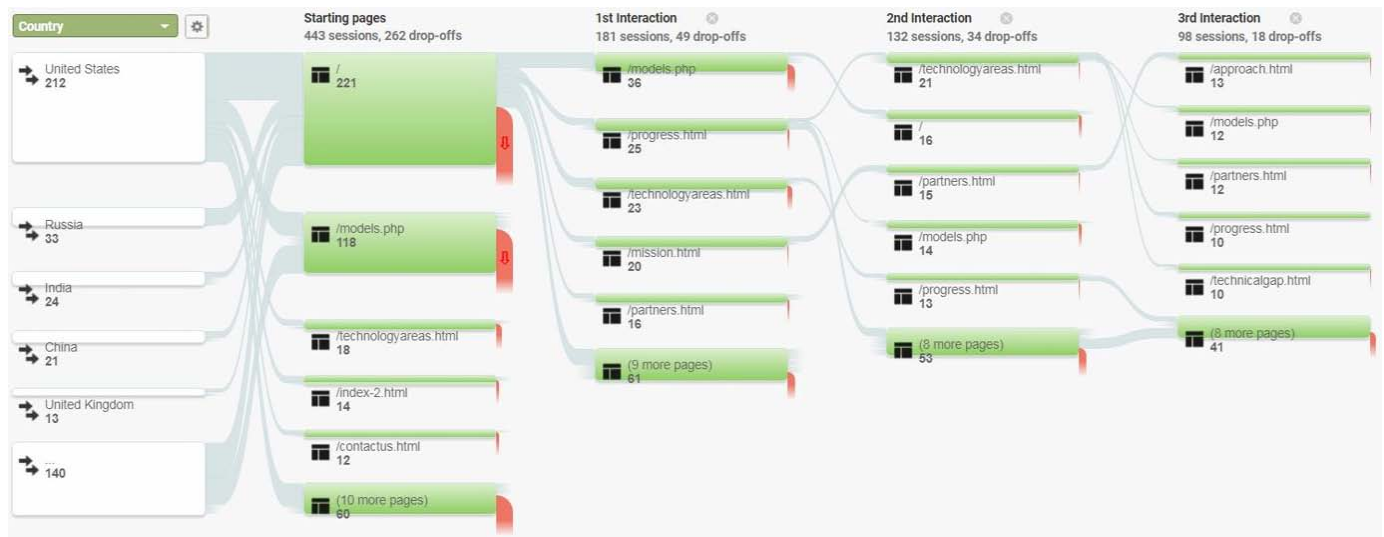 Country
United States
212
Russia
33
India
24
China
21
United Kingdom
13
...
140
Starting pages
443 sessions, 262 drop-offs
/
221
/models.php
118
/technologyareas.html
18
/index-2.html
14
/contactus.html
12
(10 more pages)
60
1st Interaction
181 sessions, 49 drop-offs
/models.php
36
/progress.html
25
/technologyareas.html
23
/mission.html
20
/partners.html
16
(9 more pages)
61
2nd Interaction
132 sessions, 34 drop-offs
/technologyareas.html
21
/
16
/partners.html
15
/models.php
14
/progress.html
13
(8 more pages)
53
3rd Interaction
98 sessions, 18 drop-offs
/approach.html
13
/models.php
12
/partners.html
12
/progress.html
10
/technicalgap.html
10
(8 more pages)
41